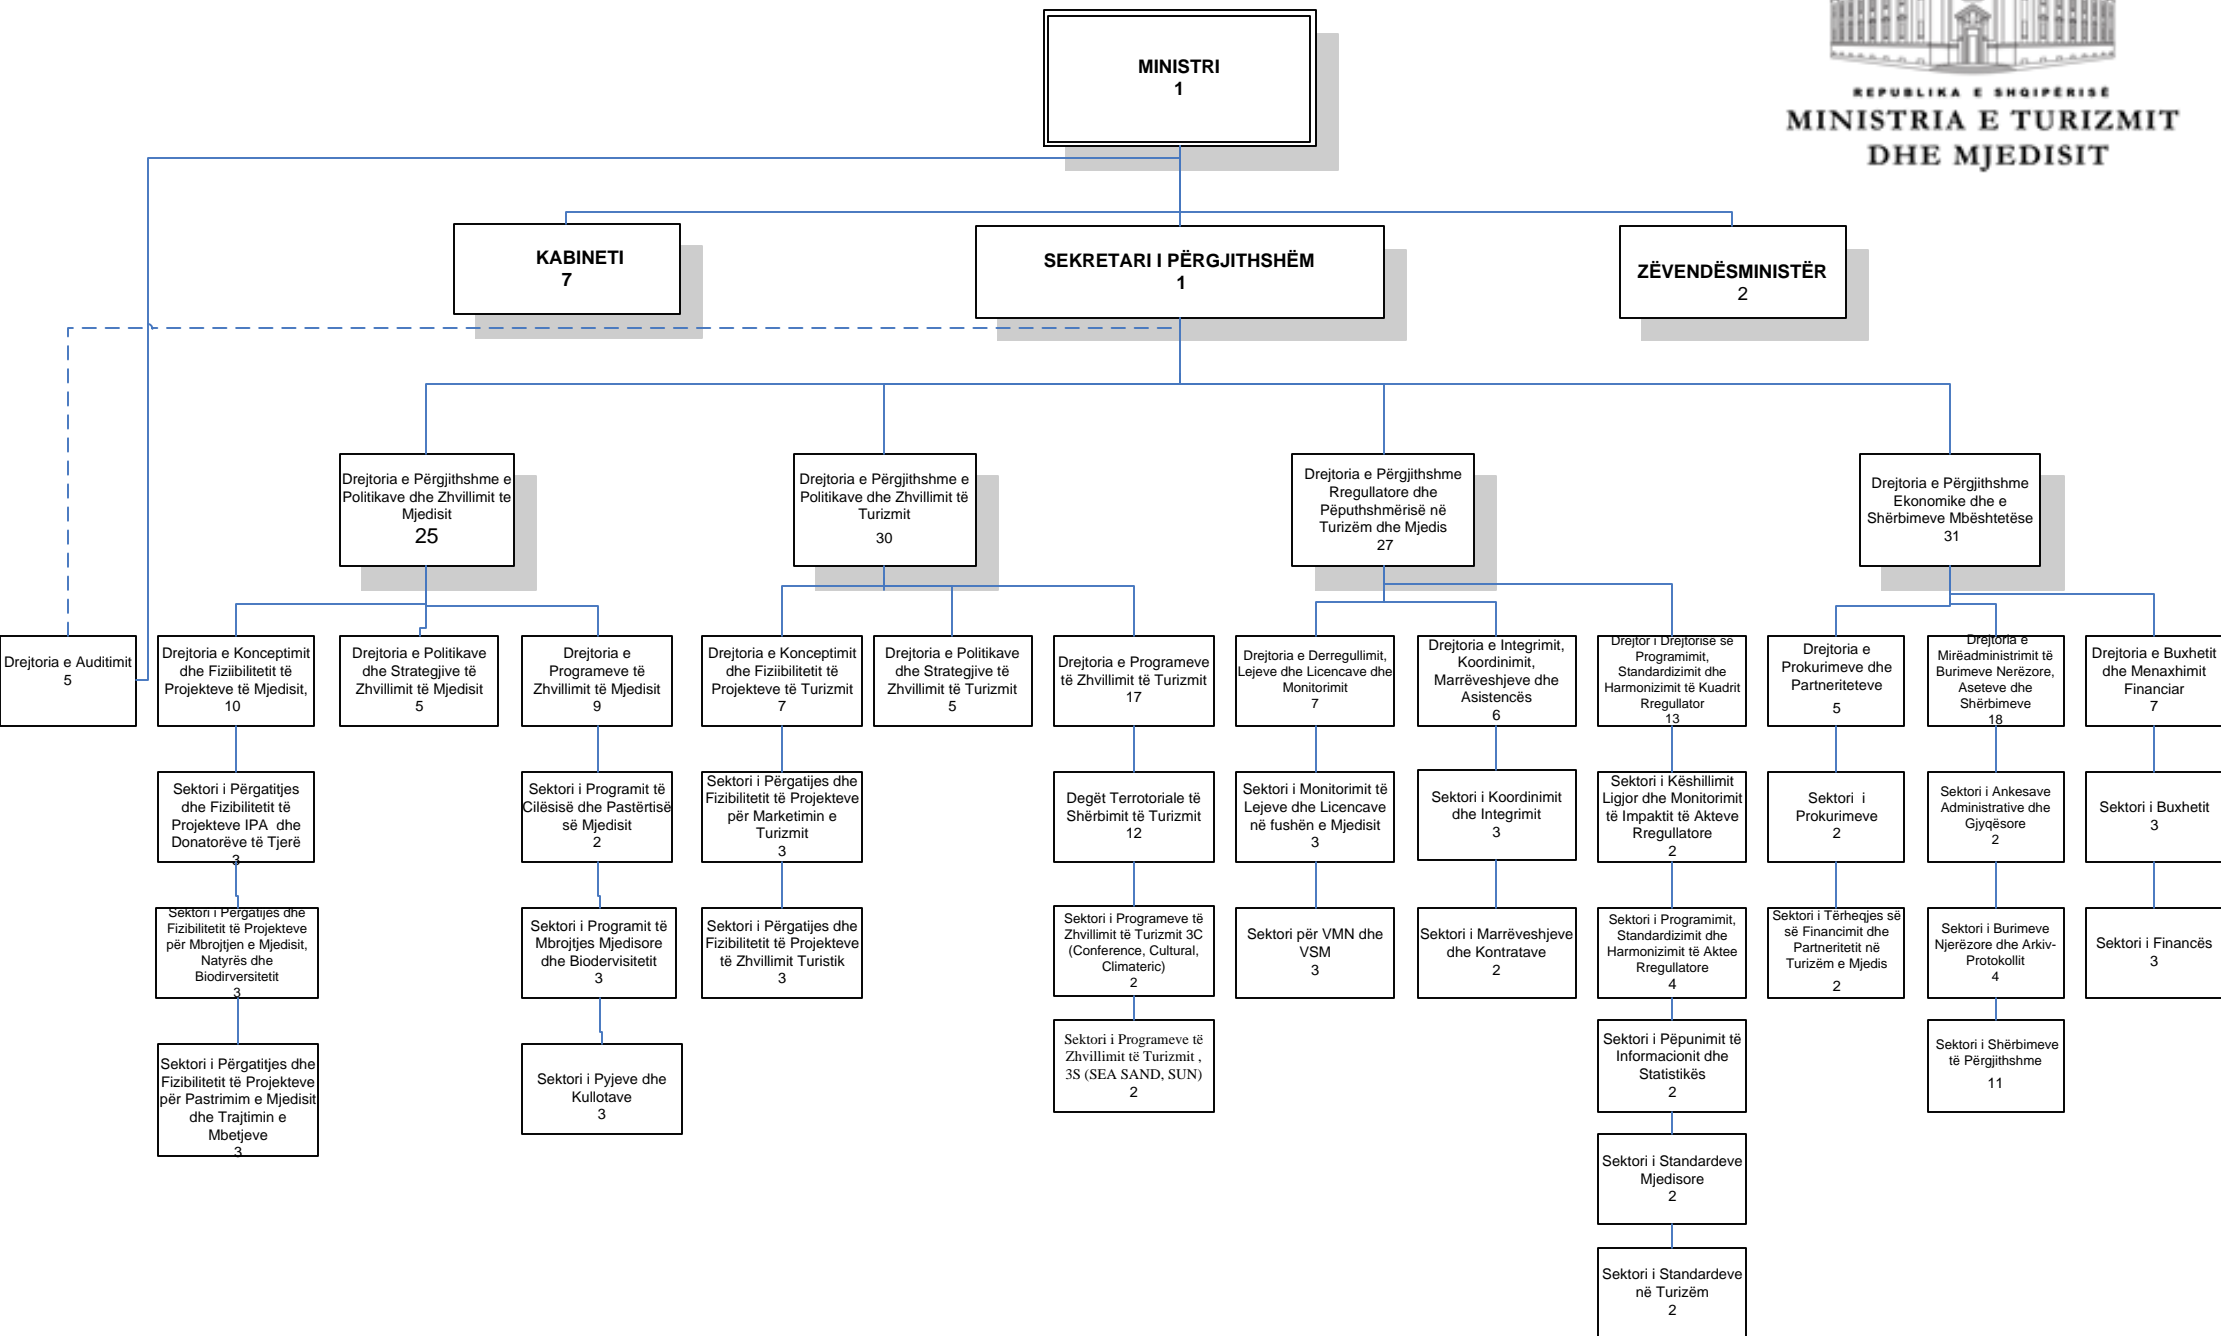 MINISTRI
1
REPUBLIKA E SHQIPËRISË
MINISTRIA E TURIZMIT
DHE MJEDISIT
KABINETI
7
SEKRETARI I PËRGJITHSHËM
1
ZËVENDËSMINISTËR
2
Drejtoria e Përgjithshme e
Politikave dhe Zhvillimit te
Mjedisit
25
Drejtoria e Përgjithshme e
Politikave dhe Zhvillimit të
Turizmit
30
Drejtoria e Përgjithshme
Rregullatore dhe
Pëputhshmërisë në
Turizëm dhe Mjedis
27
Drejtoria e Përgjithshme
Ekonomike dhe e
Shërbimeve Mbështetëse
31
Drejtoria e Auditimit
5
Drejtoria e Konceptimit
dhe Fiziibilitetit të
Projekteve të Mjedisit,
10
Drejtoria e Politikave
dhe Strategjive të
Zhvillimit të Mjedisit
5
Drejtoria e
Programeve të
Zhvillimit të Mjedisit
9
Drejtoria e Konceptimit
dhe Fiziibilitetit të
Projekteve të Turizmit
7
Drejtoria e Politikave
dhe Strategjive të
Zhvillimit të Turizmit
5
Drejtoria e Programeve
të Zhvillimit të Turizmit
17
Drejtoria e Derregullimit,
Lejeve dhe Licencave dhe
Monitorimit
7
Drejtoria e Integrimit,
Koordinimit,
Marrëveshjeve dhe
Asistencës
6
Drejtor i Drejtorisë së
Programimit,
Standardizimit dhe
Harmonizimit të Kuadrit
Rregullator
13
Drejtoria e
Prokurimeve dhe
Partneriteteve
5
Drejtoria e
Mirëadministrimit të
Burimeve Nerëzore,
Aseteve dhe
Shërbimeve
18
Drejtoria e Buxhetit
dhe Menaxhimit
Financiar
7
Sektori i Përgatitjes
dhe Fizibilitetit të
Projekteve IPA dhe
Donatorëve të Tjerë
3
Sektori i Programit të
Cilësisë dhe Pastërtisë
së Mjedisit
2
Sektori i Përgatijes dhe
Fizibilitetit të Projekteve
për Marketimin e
Turizmit
3
Degët Terrotoriale të
Shërbimit të Turizmit
12
Sektori i Monitorimit të
Lejeve dhe Licencave
në fushën e Mjedisit
3
Sektori i Koordinimit
dhe Integrimit
3
Sektori i Këshillimit
Ligjor dhe Monitorimit
të Impaktit të Akteve
Rregullatore
2
Sektori i
Prokurimeve
2
Sektori i Ankesave
Administrative dhe
Gjyqësore
2
Sektori i Buxhetit
3
Sektori i Përgatijes dhe
Fizibilitetit të Projekteve
për Mbrojtjen e Mjedisit,
Natyrës dhe
Biodirversitetit
3
Sektori i Programit të
Mbrojtjes Mjedisore
dhe Biodervisitetit
3
Sektori i Përgatijes dhe
Fizibilitetit të Projekteve
të Zhvillimit Turistik
3
Sektori i Programeve të
Zhvillimit të Turizmit 3C
(Conference, Cultural,
Climateric)
2
Sektori për VMN dhe
VSM
3
Sektori i Marrëveshjeve
dhe Kontratave
2
Sektori i Programimit,
Standardizimit dhe
Harmonizimit të Aktee
Rregullatore
4
Sektori i Tërheqjes së
së Financimit dhe
Partneritetit në
Turizëm e Mjedis
2
Sektori i Burimeve
Njerëzore dhe Arkiv-
Protokollit
4
Sektori i Financës
3
Sektori i Përgatitjes dhe
Fizibilitetit të Projekteve
për Pastrimim e Mjedisit
dhe Trajtimin e
Mbetjeve
3
Sektori i Pyjeve dhe
Kullotave
3
Sektori i Programeve të
Zhvillimit të Turizmit ,
3S (SEA SAND, SUN)
2
Sektori i Pëpunimit të
Informacionit dhe
Statistikës
2
Sektori i Shërbimeve
të Përgjithshme
11
Sektori i Standardeve
Mjedisore
2
Sektori i Standardeve
në Turizëm
2